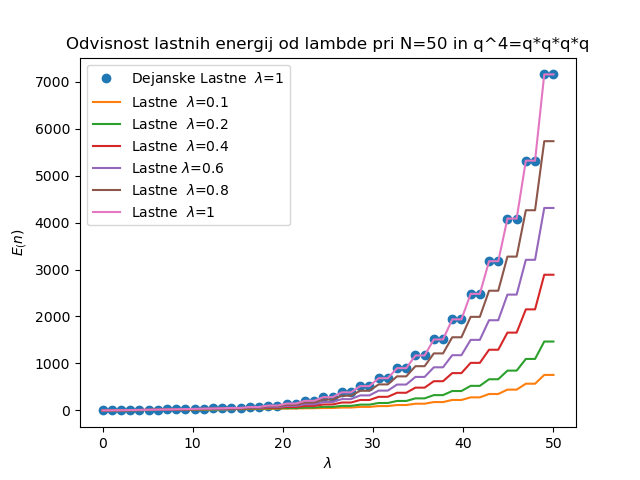 Odvisnost lastnih energij od lambde pri N=50 in q^4=q*q*q*q
7000
6000
5000
4000
3000
2000
1000
0
E(n)
Dejanske Lastne λ=1
Lastne λ=0.1
Lastne λ=0.2
Lastne λ=0.4
Lastne λ=0.6
Lastne λ=0.8
Lastne λ=1
0 10 20 30 40 50
λ